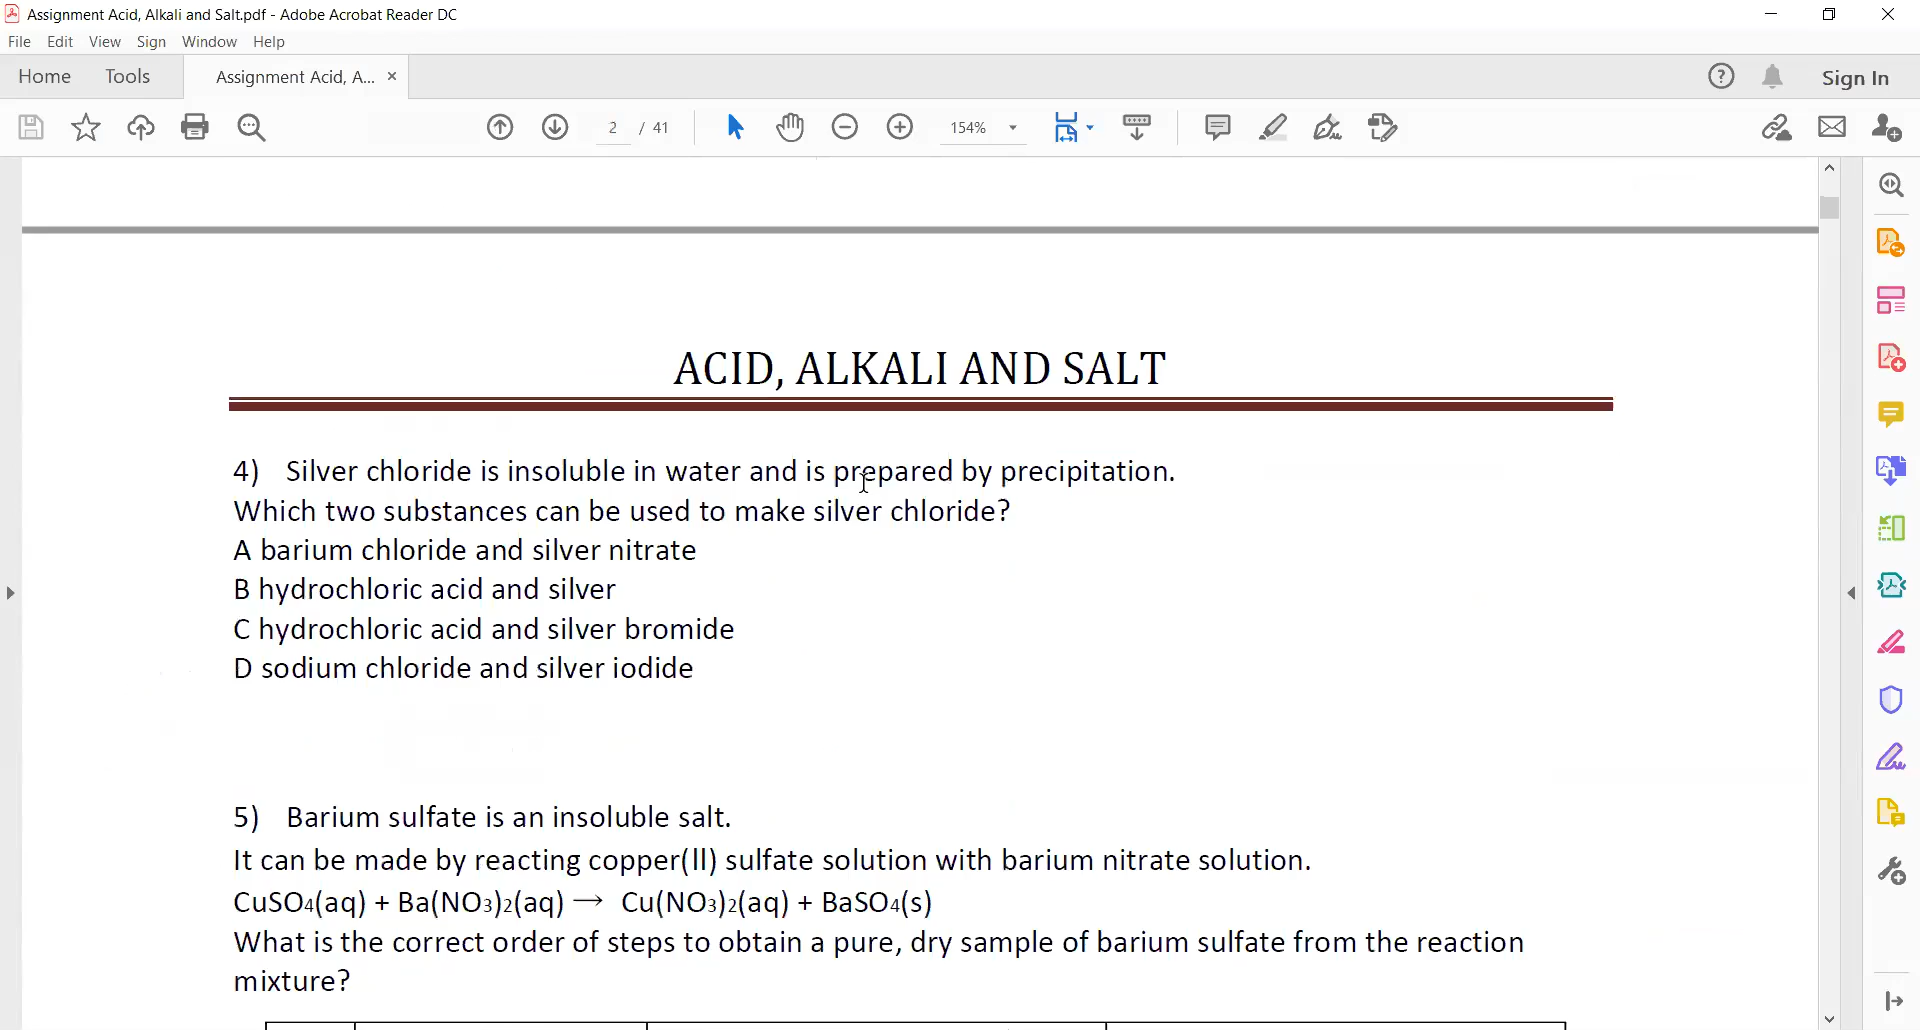 Assignment Acid, Alkali and Salt.pdf - Adobe Acrobat Reader DC
File Edit View Sign Window Help
Home Tools Assignment Acid, A... × Sign In
2 / 41 154%
ACID, ALKALI AND SALT
4) Silver chloride is insoluble in water and is prepared by precipitation.
Which two substances can be used to make silver chloride?
A barium chloride and silver nitrate
B hydrochloric acid and silver
C hydrochloric acid and silver bromide
D sodium chloride and silver iodide
5) Barium sulfate is an insoluble salt.
It can be made by reacting copper(II) sulfate solution with barium nitrate solution.
CuSO4(aq) + Ba(NO3)2(aq) → Cu(NO3)2(aq) + BaSO4(s)
What is the correct order of steps to obtain a pure, dry sample of barium sulfate from the reaction
mixture?